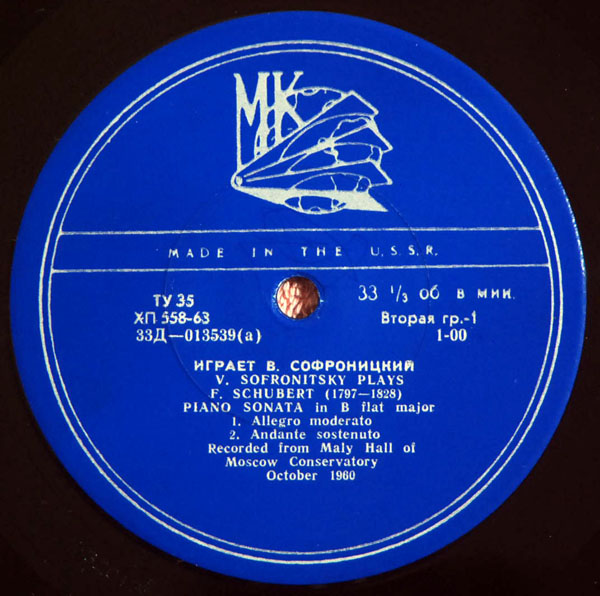 МК
MADE IN THE U.S.S.R.
ТУ 35
ХП 558-63
33Д—013539(а)
33 1/3 об в мин.
Вторая гр.-1
1-00
ИГРАЕТ В. СОФРОНИЦКИЙ
V. SOFRONITSKY PLAYS
F. SCHUBERT (1797—1828)
PIANO SONATA in B flat major
1. Allegro moderato
2. Andante sostenuto
Recorded from Maly Hall of
Moscow Conservatory
October 1960